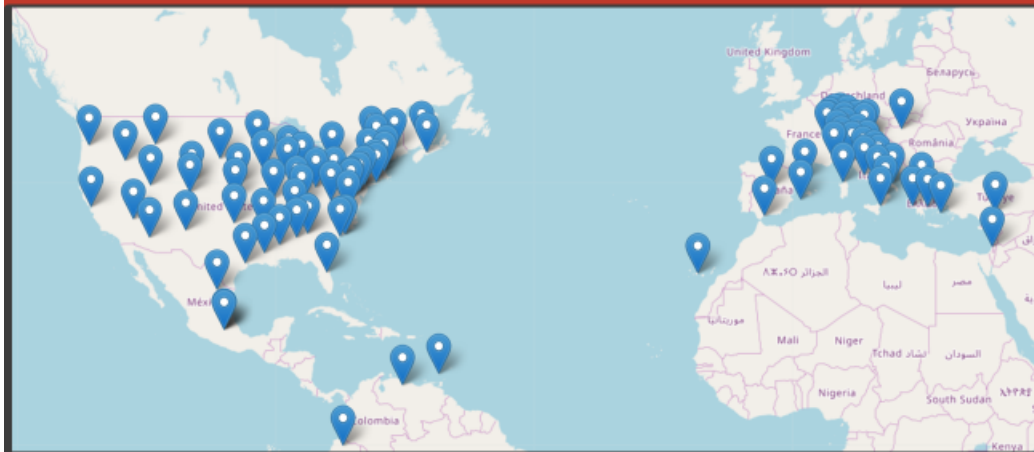 United Kingdom
Беларусь
Deutschland
Україна
France
România
México
Türkiye
الجزائر
ليبيا
مصر
موريتانيا
Mali
Niger
Tchad تشاد
السودان
Nigeria
South Sudan
Colombia
Kenya